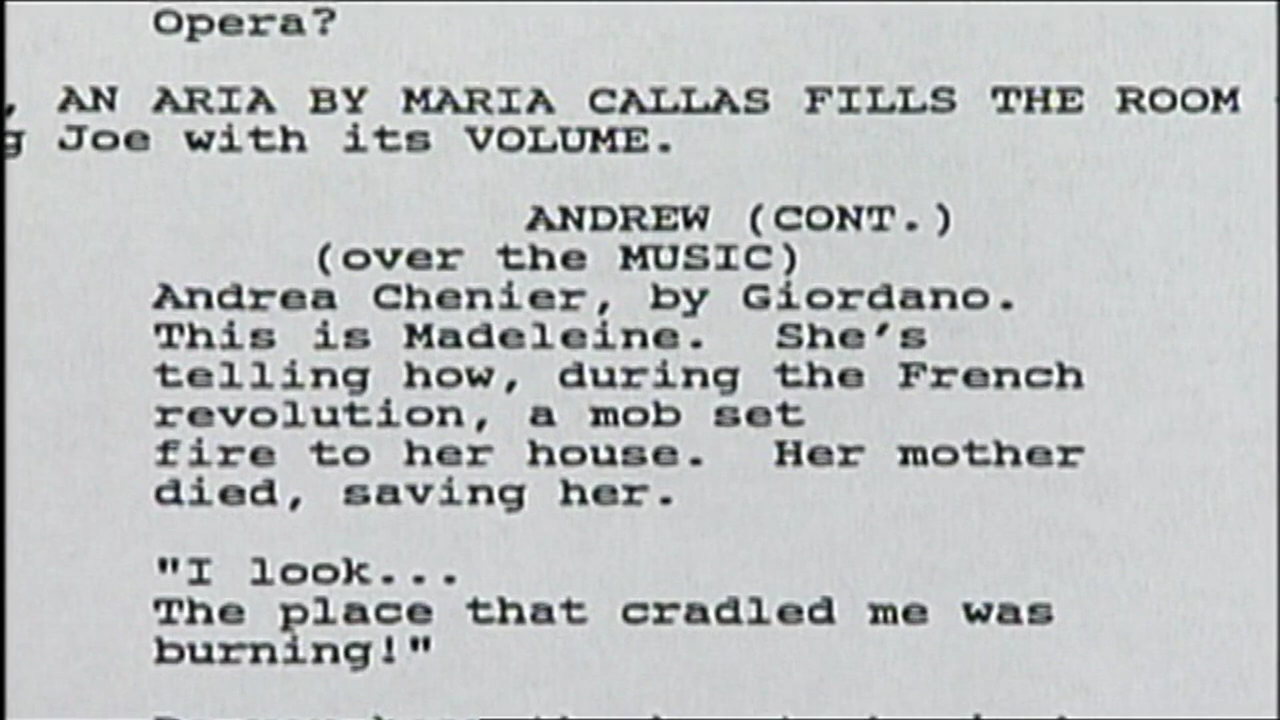 Opera?
, AN ARIA BY MARIA CALLAS FILLS THE ROOM
g Joe with its VOLUME.
ANDREW (CONT.)
(over the MUSIC)
Andrea Chenier, by Giordano.
This is Madeleine. She's
telling how, during the French
revolution, a mob set
fire to her house. Her mother
died, saving her.
"I look...
The place that cradled me was
burning!"